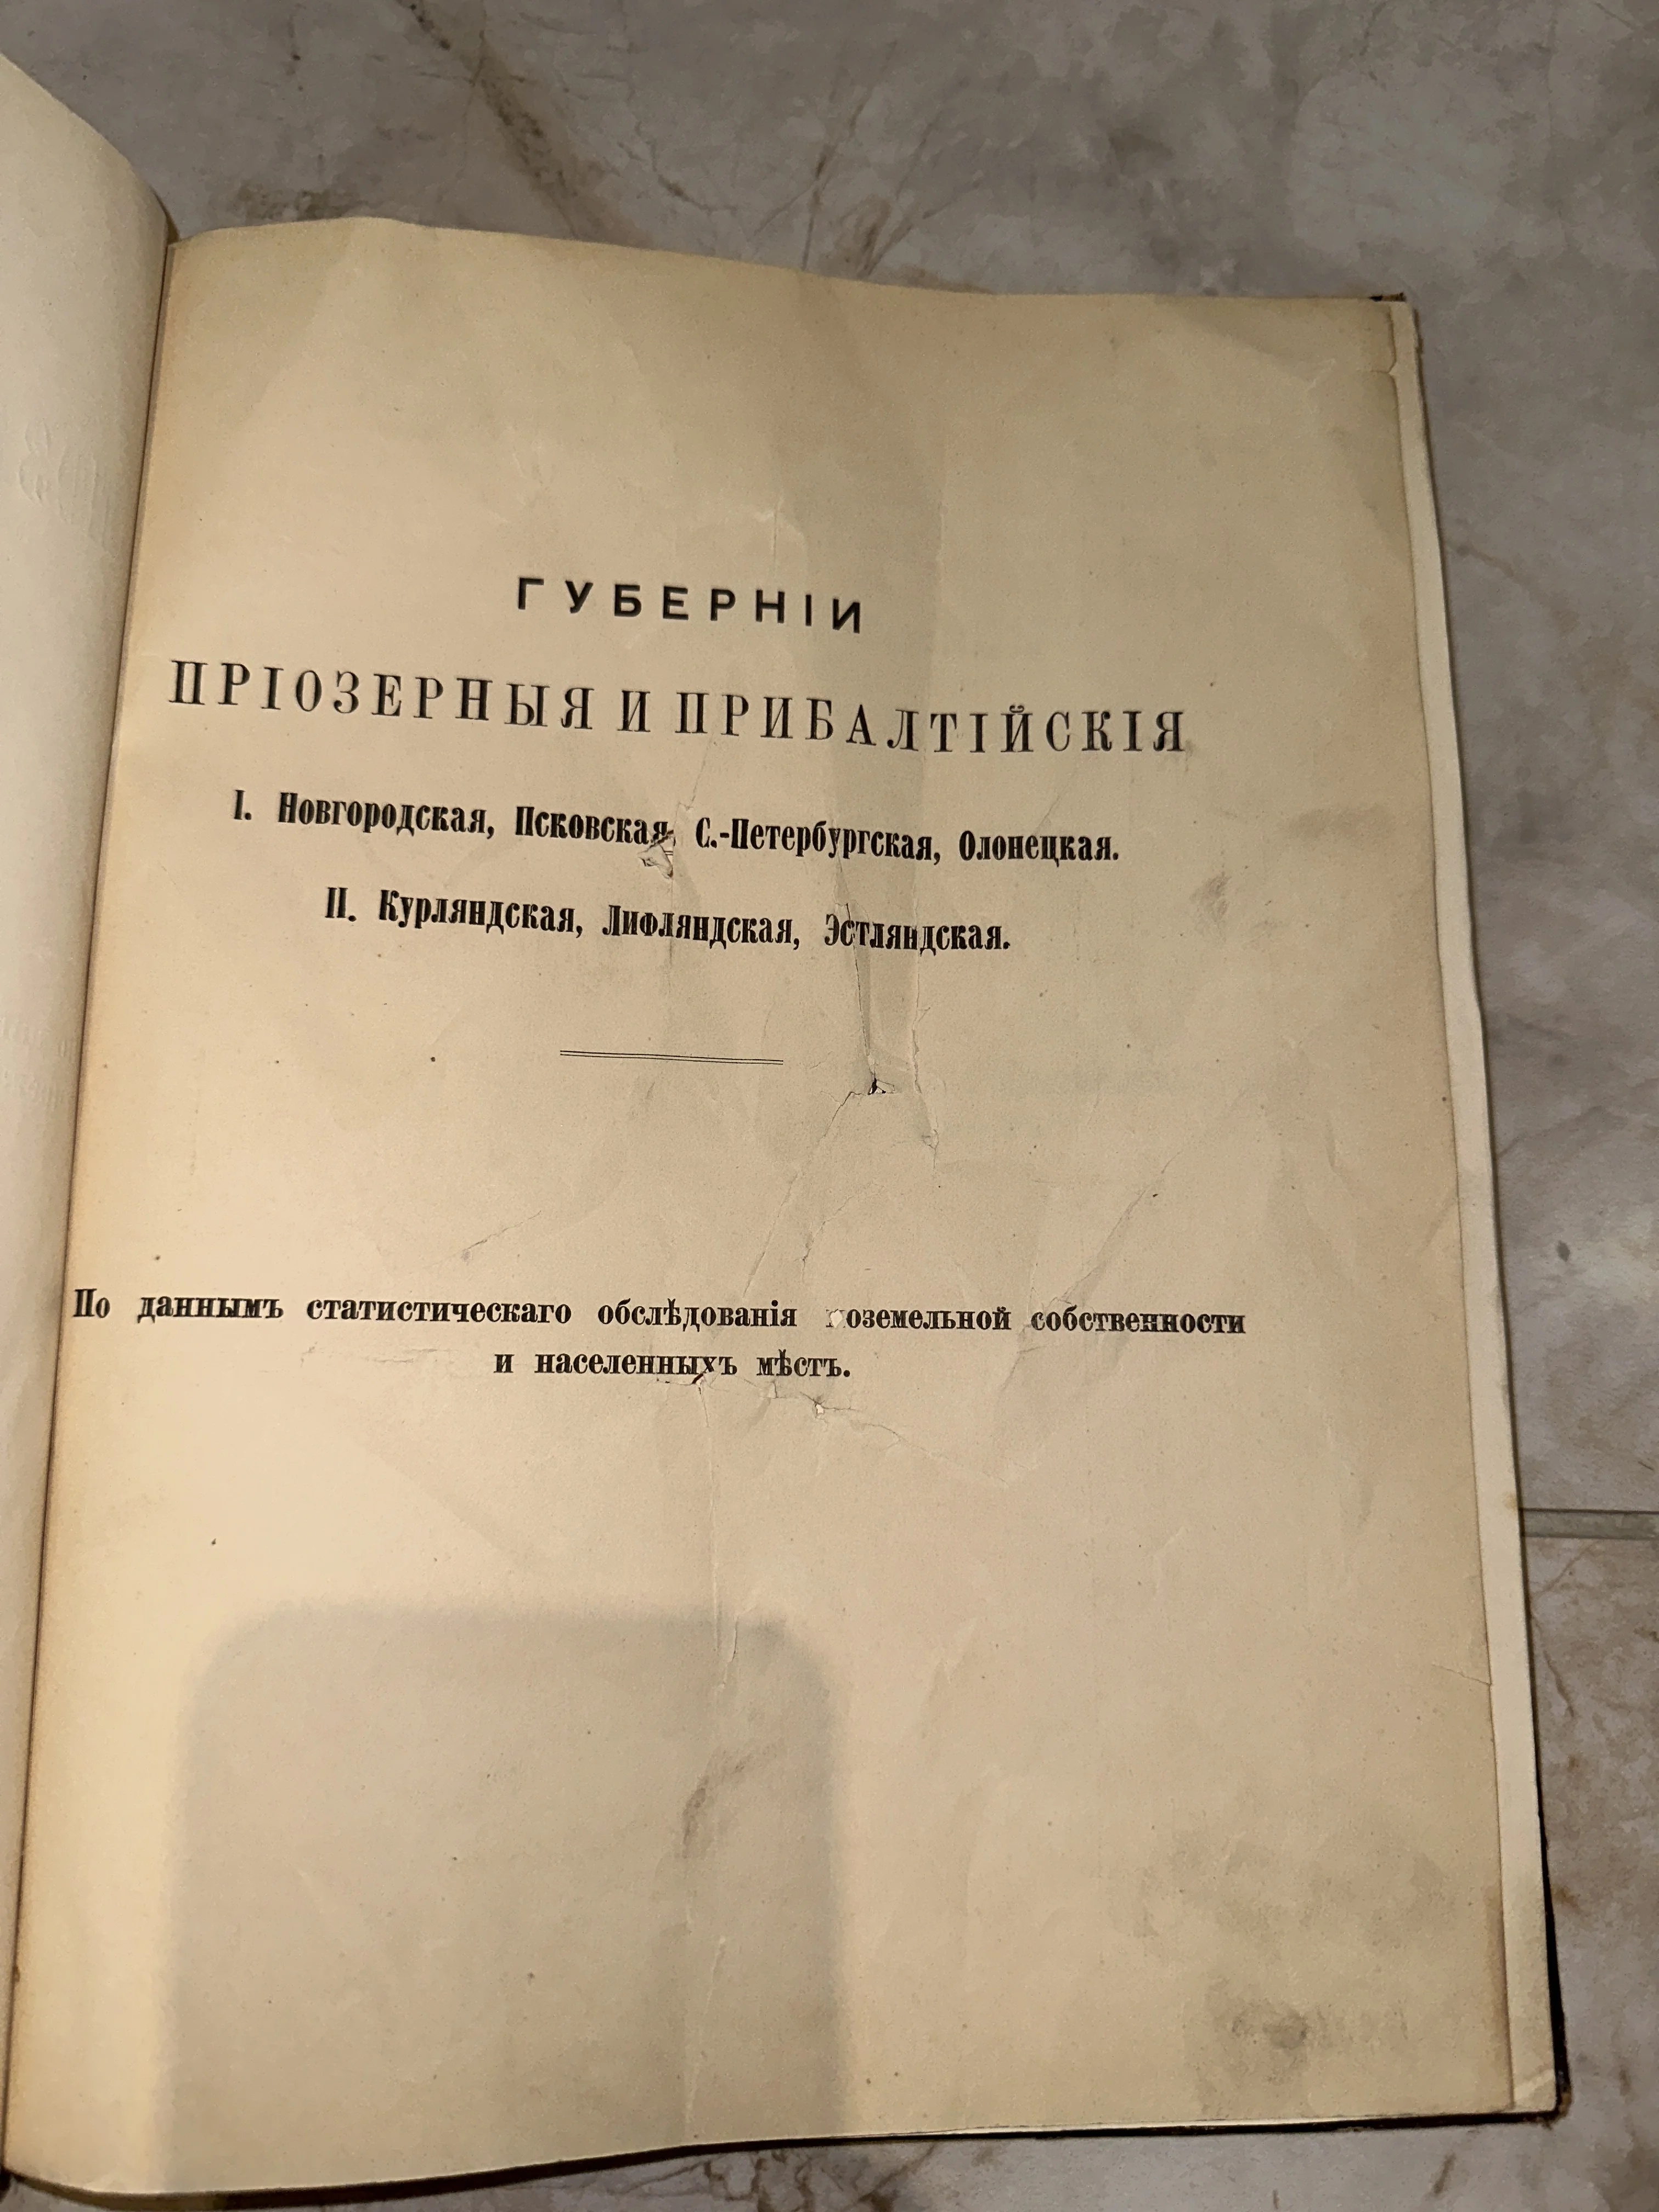 ГУБЕРНІИ
ПРІОЗЕРНЫЯ И ПРИБАЛТІЙСКІЯ
I. Новгородская, Псковская, С.-Петербургская, Олонецкая.
II. Курляндская, Лифляндская, Эстляндская.
По даннымъ статистическаго обслѣдованія поземельной собственности
и населенныхъ мѣстъ.